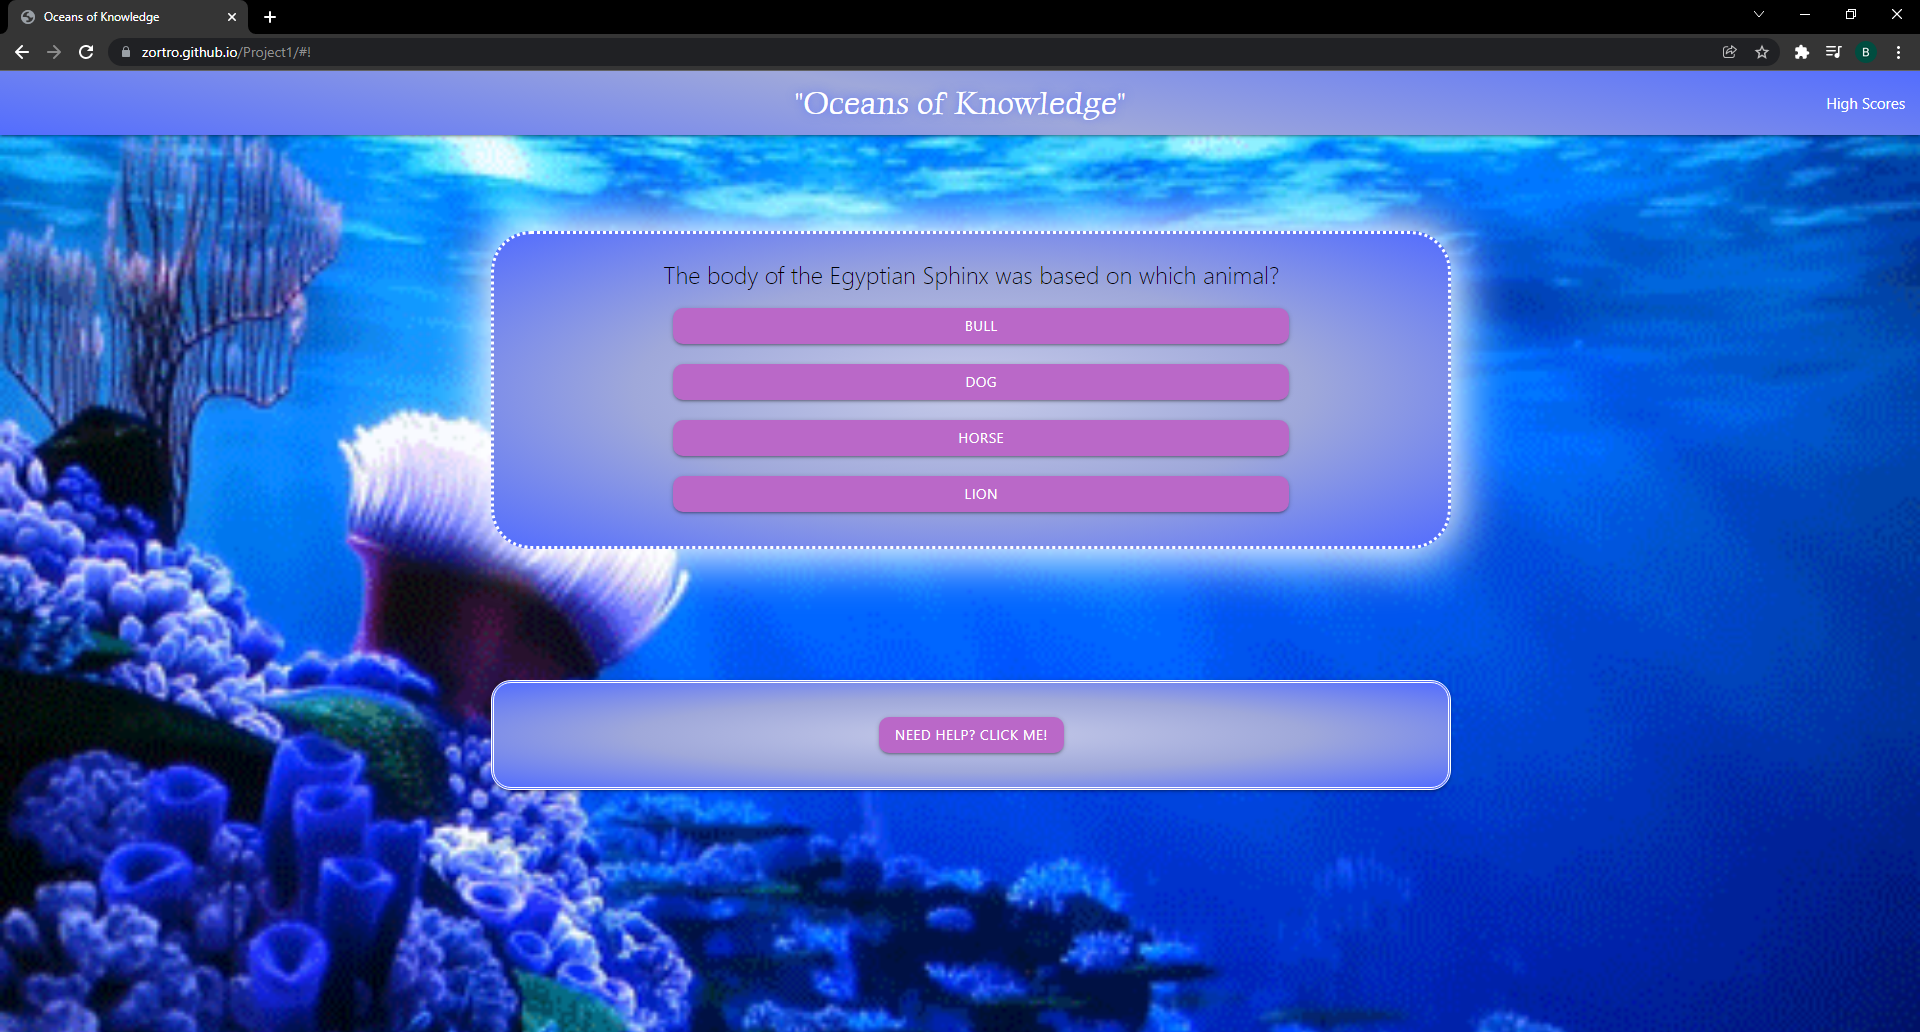 Oceans of Knowledge
zortro.github.io/Project1/#!
B
"Oceans of Knowledge"
High Scores
The body of the Egyptian Sphinx was based on which animal?
BULL
DOG
HORSE
LION
NEED HELP? CLICK ME!